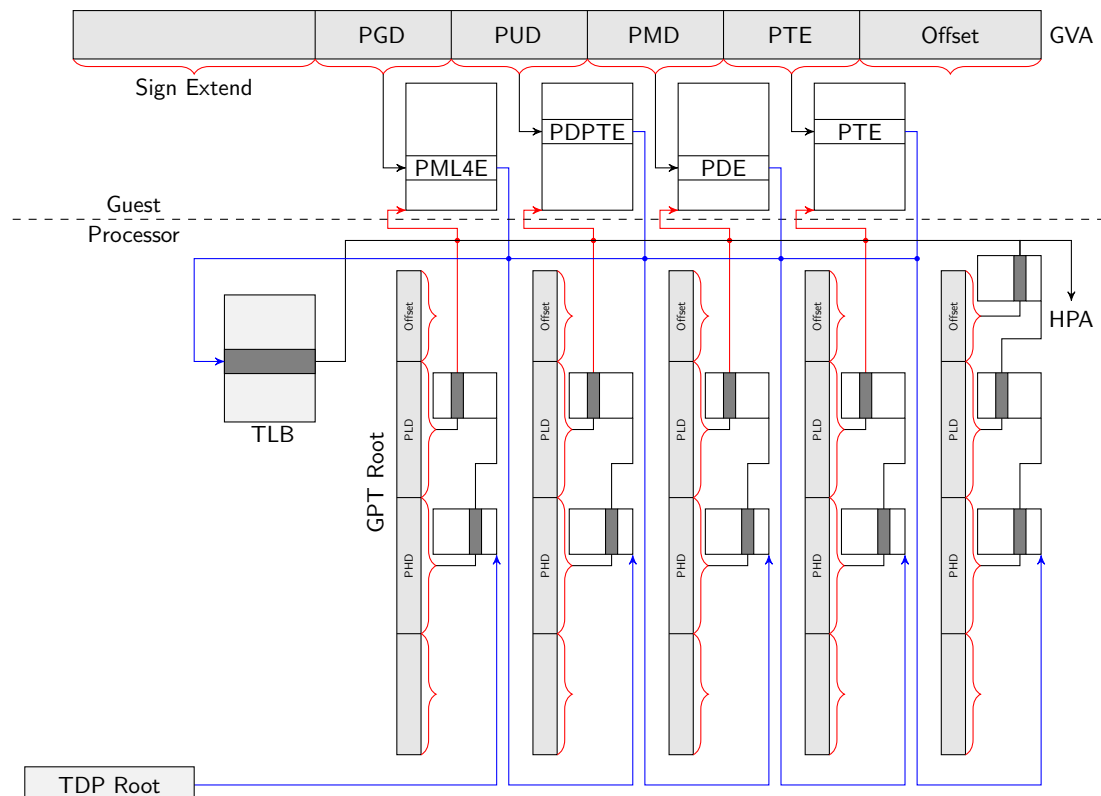 PGD PUD PMD PTE Offset GVA
Sign Extend
PDPTE PTE
PML4E PDE
Guest
Processor
Offset Offset Offset Offset Offset HPA
TLB
PLD PLD PLD PLD PLD
GPT Root
PHD PHD PHD PHD PHD
TDP Root